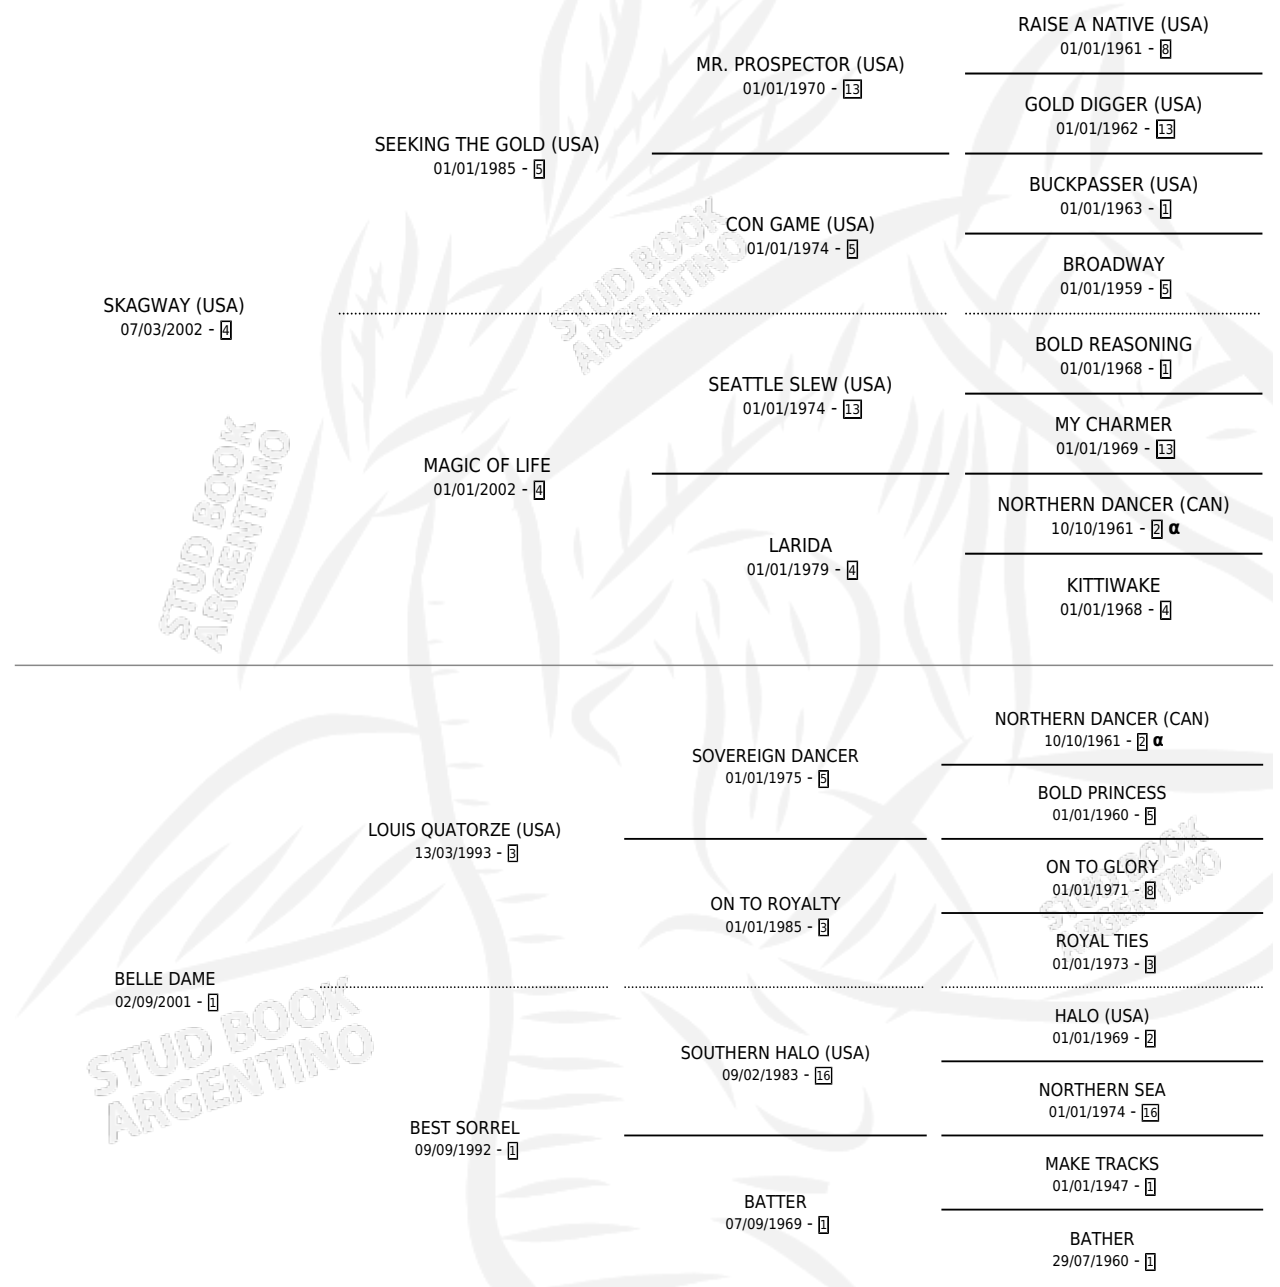 RAISE A NATIVE (USA)
01/01/1961 - 8
MR. PROSPECTOR (USA)
01/01/1970 - 13
GOLD DIGGER (USA)
01/01/1962 - 13
SEEKING THE GOLD (USA)
01/01/1985 - 5
BUCKPASSER (USA)
01/01/1963 - 1
CON GAME (USA)
01/01/1974 - 5
BROADWAY
01/01/1959 - 5
SKAGWAY (USA)
07/03/2002 - 4
BOLD REASONING
01/01/1968 - 1
SEATTLE SLEW (USA)
01/01/1974 - 13
MY CHARMER
01/01/1969 - 13
MAGIC OF LIFE
01/01/2002 - 4
NORTHERN DANCER (CAN)
10/10/1961 - 2 α
LARIDA
01/01/1979 - 4
KITTIWAKE
01/01/1968 - 4
STUD BOOK
ARGENTINO
STUD BOOK
ARGENTINO
NORTHERN DANCER (CAN)
10/10/1961 - 2 α
SOVEREIGN DANCER
01/01/1975 - 5
BOLD PRINCESS
01/01/1960 - 5
LOUIS QUATORZE (USA)
13/03/1993 - 3
ON TO GLORY
01/01/1971 - 8
ON TO ROYALTY
01/01/1985 - 3
ROYAL TIES
01/01/1973 - 3
BELLE DAME
02/09/2001 - 1
HALO (USA)
01/01/1969 - 2
SOUTHERN HALO (USA)
09/02/1983 - 16
NORTHERN SEA
01/01/1974 - 16
BEST SORREL
09/09/1992 - 1
MAKE TRACKS
01/01/1947 - 1
BATTER
07/09/1969 - 1
BATHER
29/07/1960 - 1
STUD BOOK
ARGENTINO
STUD BOOK
ARGENTINO